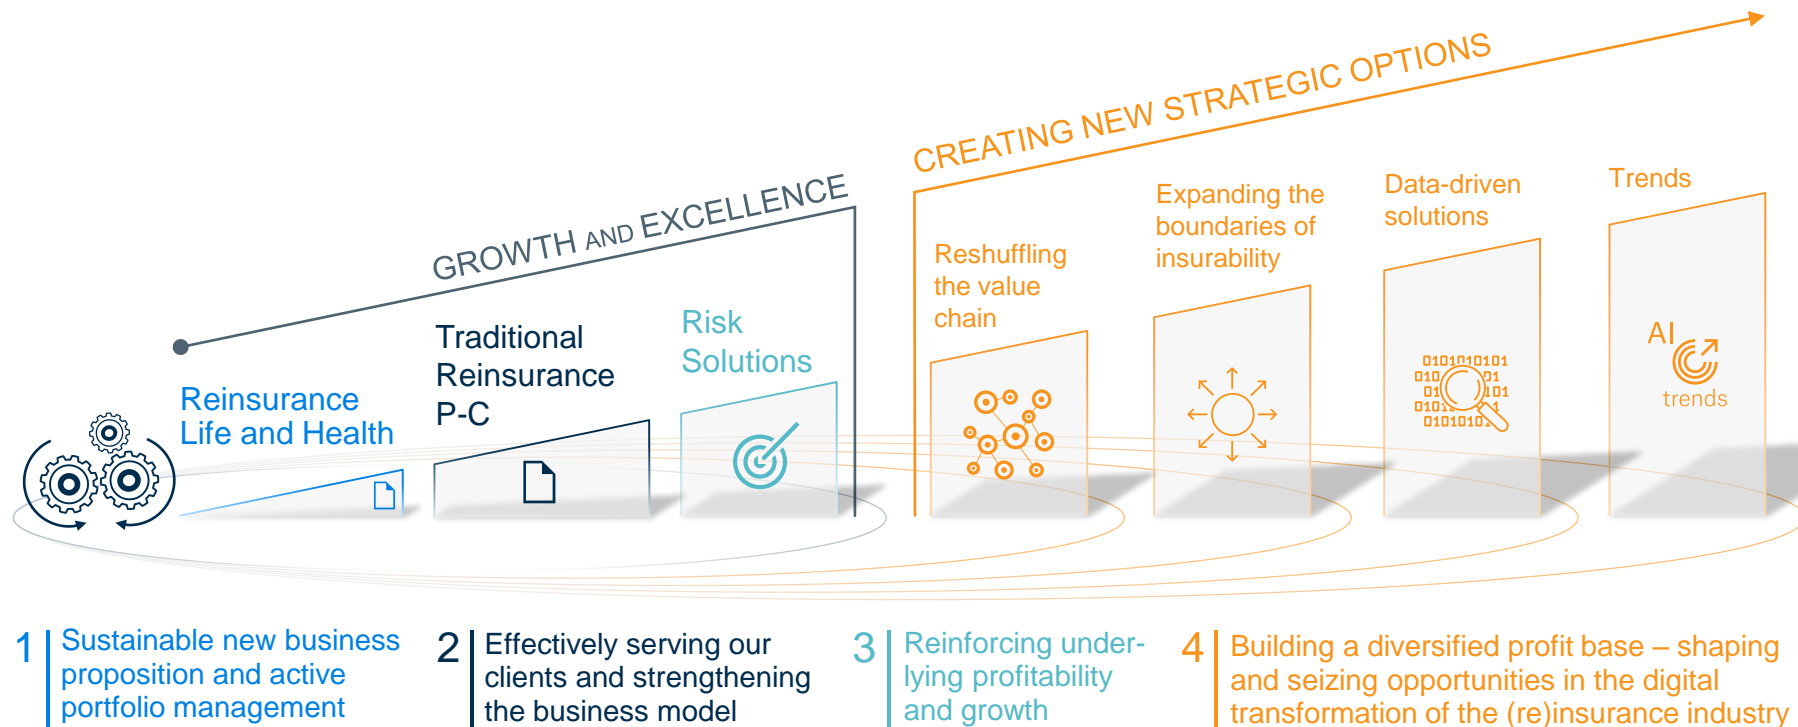 GROWTH AND EXCELLENCE
CREATING NEW STRATEGIC OPTIONS
Reinsurance
Life and Health
Traditional
Reinsurance
P-C
Risk
Solutions
Reshuffling
the value
chain
Expanding the
boundaries of
insurability
Data-driven
solutions
Trends
0101010101
AI
trends
1
Sustainable new business
proposition and active
portfolio management
2
Effectively serving our
clients and strengthening
the business model
3
Reinforcing under-
lying profitability
and growth
4
Building a diversified profit base – shaping
and seizing opportunities in the digital
transformation of the (re)insurance industry